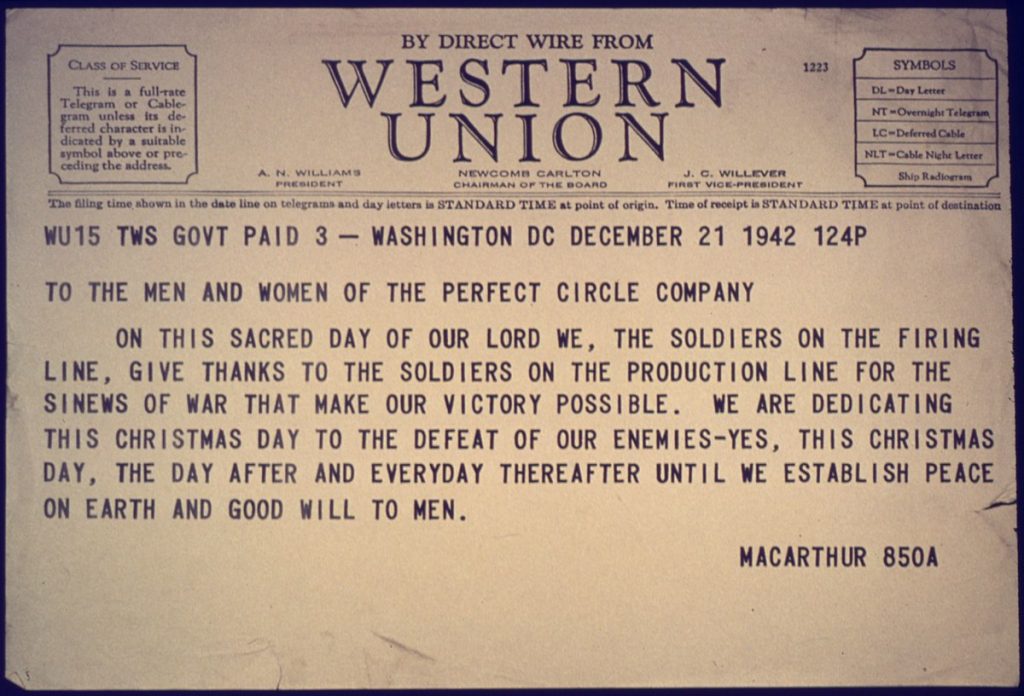 BY DIRECT WIRE FROM
WESTERN
UNION
1223
CLASS OF SERVICE
This is a full-rate
Telegram or Cable-
gram unless its de-
ferred character is in-
dicated by a suitable
symbol above or pre-
ceding the address.
A. N. WILLIAMS
PRESIDENT
NEWCOMB CARLTON
CHAIRMAN OF THE BOARD
J. C. WILLEVER
FIRST VICE-PRESIDENT
SYMBOLS
DL=Day Letter
NT=Overnight Telegram
LC=Deferred Cable
NLT=Cable Night Letter
Ship Radiogram
The filing time shown in the date line on telegrams and day letters is STANDARD TIME at point of origin. Time of receipt is STANDARD TIME at point of destination
WU15 TWS GOVT PAID 3 — WASHINGTON DC DECEMBER 21 1942 124P
TO THE MEN AND WOMEN OF THE PERFECT CIRCLE COMPANY
ON THIS SACRED DAY OF OUR LORD WE, THE SOLDIERS ON THE FIRING
LINE, GIVE THANKS TO THE SOLDIERS ON THE PRODUCTION LINE FOR THE
SINEWS OF WAR THAT MAKE OUR VICTORY POSSIBLE. WE ARE DEDICATING
THIS CHRISTMAS DAY TO THE DEFEAT OF OUR ENEMIES-YES, THIS CHRISTMAS
DAY, THE DAY AFTER AND EVERYDAY THEREAFTER UNTIL WE ESTABLISH PEACE
ON EARTH AND GOOD WILL TO MEN.
MACARTHUR 850A